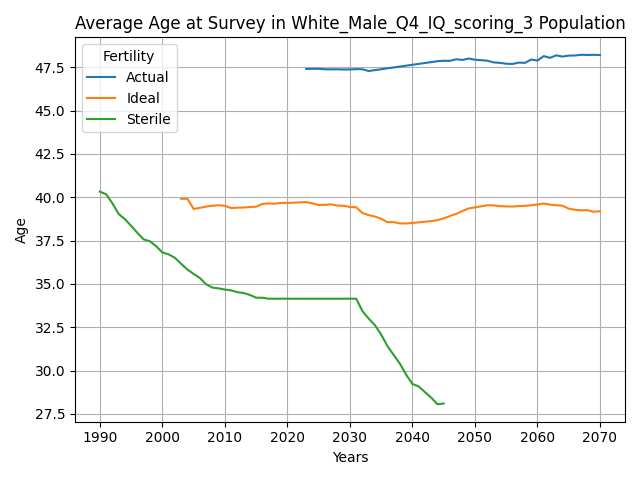 Average Age at Survey in White_Male_Q4_IQ_scoring_3 Population
Fertility
Actual
Ideal
Sterile
47.5
45.0
42.5
40.0
37.5
35.0
32.5
30.0
27.5
Age
1990 2000 2010 2020 2030 2040 2050 2060 2070
Years